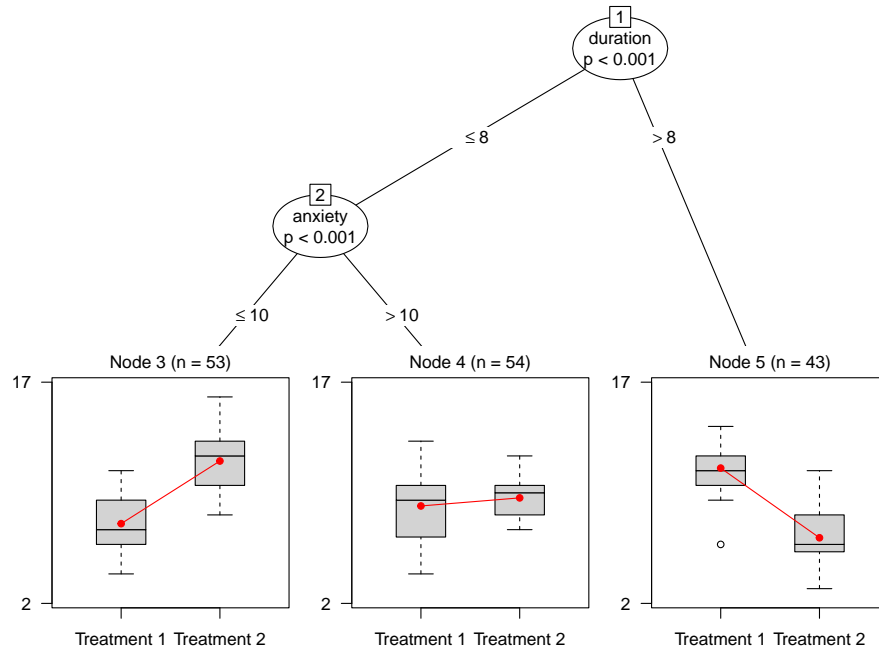 1
duration
p < 0.001
≤ 8
> 8
2
anxiety
p < 0.001
≤ 10
> 10
Node 3 (n = 53)
17
2
Treatment 1 Treatment 2
Node 4 (n = 54)
17
2
Treatment 1 Treatment 2
Node 5 (n = 43)
17
2
Treatment 1 Treatment 2